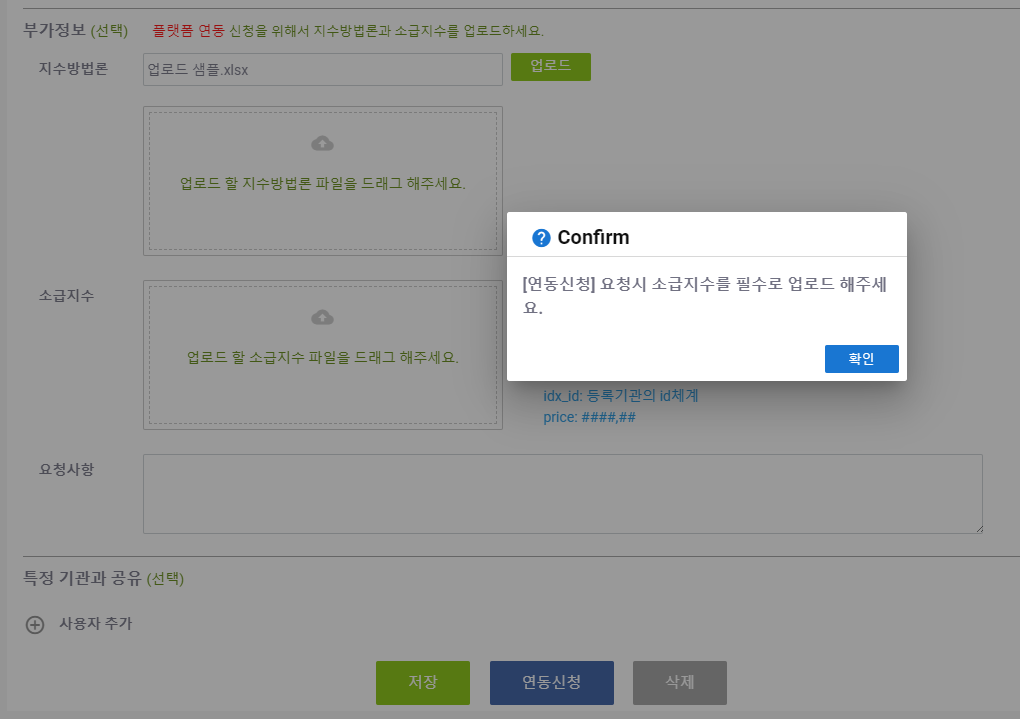 부가정보 (선택) 플랫폼 연동 신청을 위해서 지수방법론과 소급지수를 업로드하세요.
지수방법론 업로드 샘플.xlsx 업로드
업로드 할 지수방법론 파일을 드래그 해주세요.
Confirm
[연동신청] 요청시 소급지수를 필수로 업로드 해주세
요.
확인
소급지수
업로드 할 소급지수 파일을 드래그 해주세요.
idx_id: 등록기관의 id체계
price: ####,##
요청사항
특정 기관과 공유 (선택)
사용자 추가
저장 연동신청 삭제